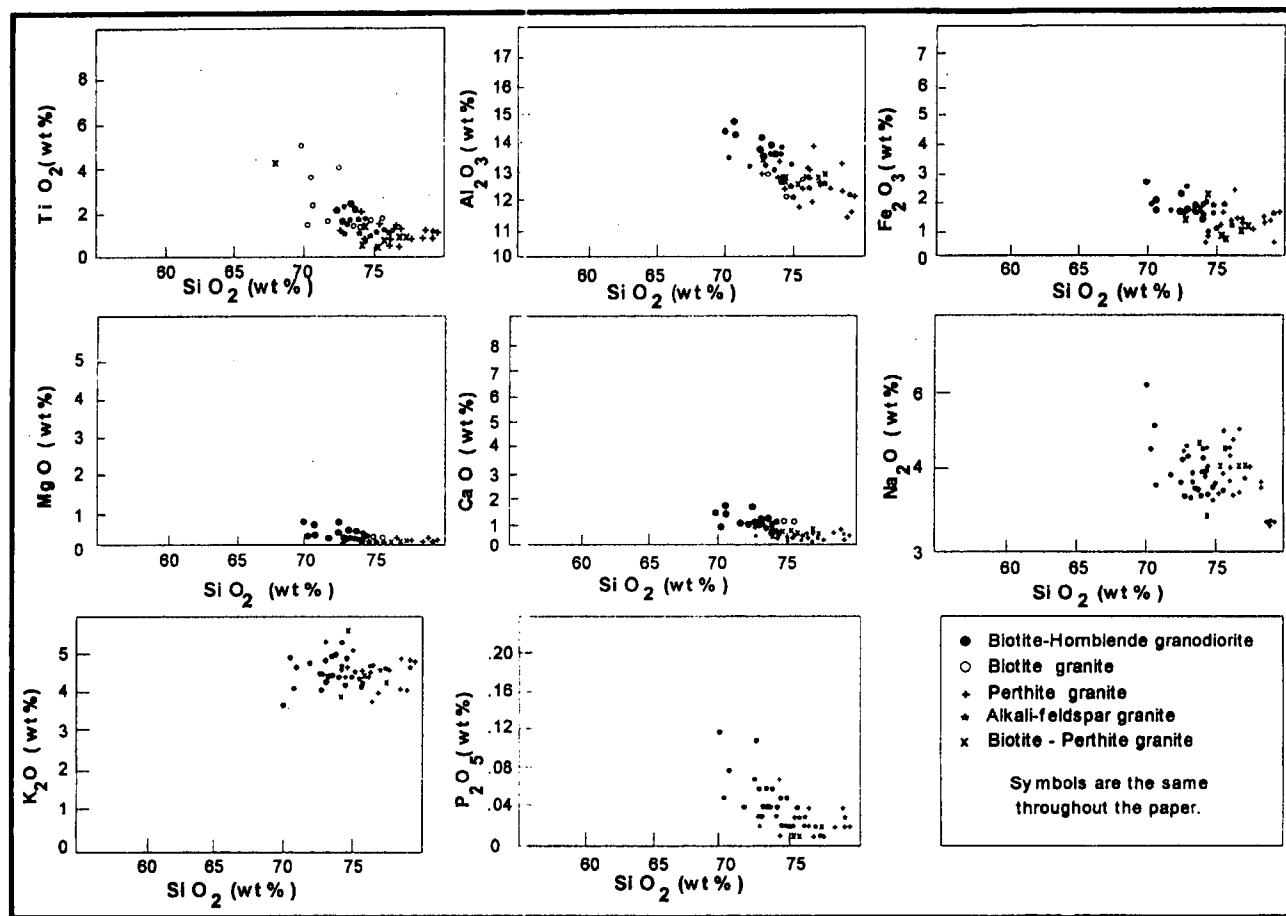 Ti O2 (wt%)
8
6
4
2
0
60 65 70 75
Si O2 (wt%)
Al2O3 (wt%)
17
16
15
14
13
12
11
10
60 65 70 75
Si O2 (wt%)
Fe2O3 (wt%)
7
6
5
4
3
2
1
0
60 65 70 75
Si O2 (wt%)
MgO (wt%)
5
4
3
2
1
0
60 65 70 75
Si O2 (wt%)
CaO (wt%)
8
7
6
5
4
3
2
1
0
60 65 70 75
Si O2 (wt%)
Na2O (wt%)
6
4
3
60 65 70 75
Si O2 (wt%)
K2O (wt%)
5
4
3
2
1
0
60 65 70 75
Si O2 (wt%)
P2O5 (wt%)
.20
.16
.12
.08
.04
0
60 65 70 75
Si O2 (wt%)
Biotite-Hornblende granodiorite
Biotite granite
Perthite granite
Alkali-feldspar granite
Biotite - Perthite granite
Symbols are the same
throughout the paper.